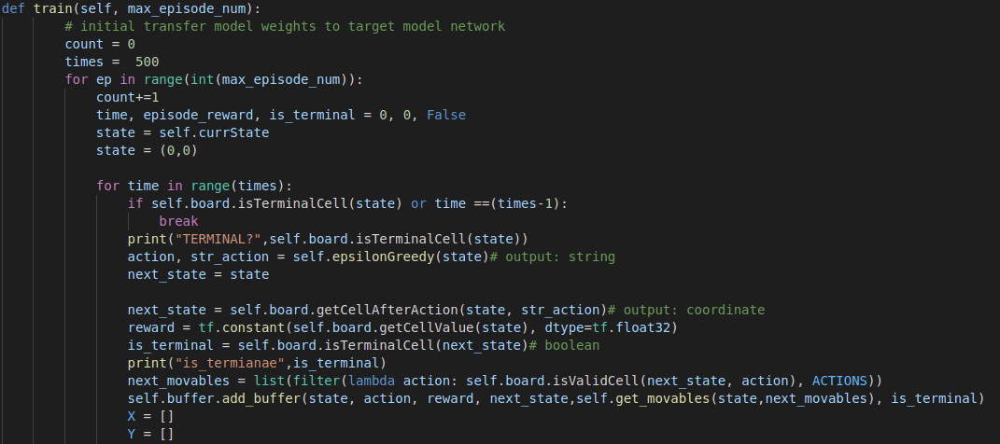 def train(self, max_episode_num):
# initial transfer model weights to target model network
count = 0
times =  500
for ep in range(int(max_episode_num)):
count+=1
time, episode_reward, is_terminal = 0, 0, False
state = self.currState
state = (0,0)
for time in range(times):
if self.board.isTerminalCell(state) or time ==(times-1):
break
print("TERMINAL?",self.board.isTerminalCell(state))
action, str_action = self.epsilonGreedy(state)# output: string
next_state = state
next_state = self.board.getCellAfterAction(state, str_action)# output: coordinate
reward = tf.constant(self.board.getCellValue(state), dtype=tf.float32)
is_terminal = self.board.isTerminalCell(next_state)# boolean
print("is_termianae",is_terminal)
next_movables = list(filter(lambda action: self.board.isValidCell(next_state, action), ACTIONS))
self.buffer.add_buffer(state, action, reward, next_state,self.get_movables(state,next_movables), is_terminal)
X = []
Y = []